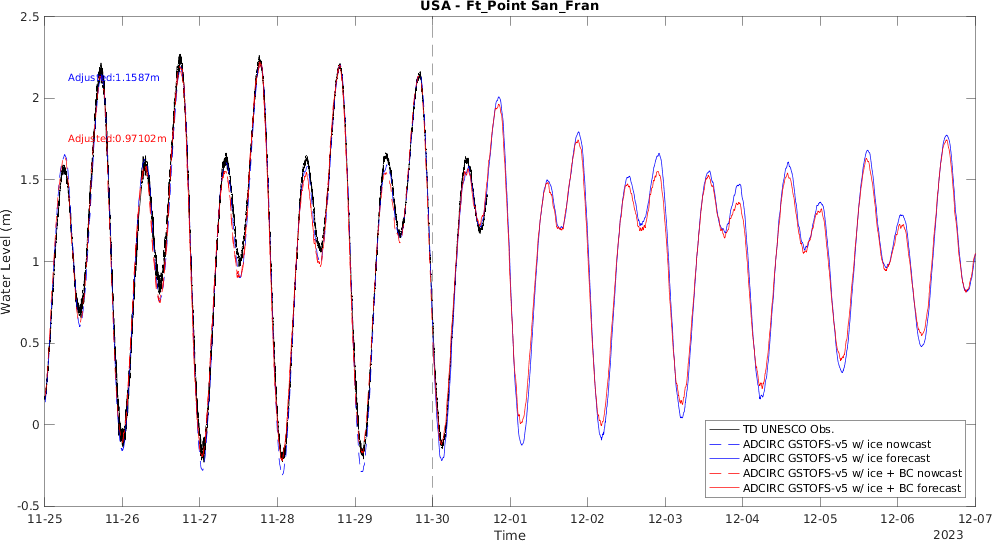 USA - Ft_Point San_Fran
2.5
2
1.5
1
0.5
0
-0.5
Water Level (m)
Adjusted:1.1587m
Adjusted:0.97102m
TD UNESCO Obs.
ADCIRC GSTOFS-v5 w/ ice nowcast
ADCIRC GSTOFS-v5 w/ ice forecast
ADCIRC GSTOFS-v5 w/ ice + BC nowcast
ADCIRC GSTOFS-v5 w/ ice + BC forecast
11-25 11-26 11-27 11-28 11-29 11-30 12-01 12-02 12-03 12-04 12-05 12-06 12-07
Time
2023